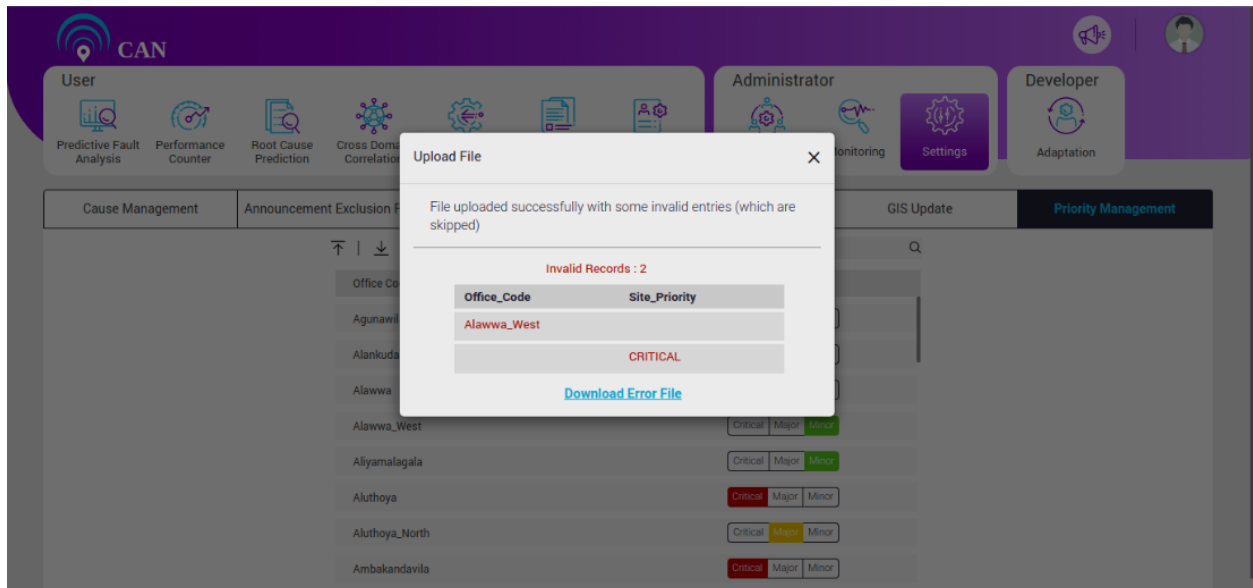 CAN
User
Administrator
Developer
Predictive Fault
Analysis
Performance
Counter
Root Cause
Prediction
Cross Doma
Correlation
onitoring
Settings
Adaptation
Upload File
Cause Management
Announcement Exclusion
GIS Update
Priority Management
File uploaded successfully with some invalid entries (which are
skipped)
Invalid Records : 2
Office Co
Office_Code Site_Priority
Agunawil
Alawwa_West
Alankuda
CRITICAL
Alawwa
Download Error File
Alawwa_West Critical Major Minor
Aliyamalagala Critical Major Minor
Aluthoya Critical Major Minor
Aluthoya_North Critical Major Minor
Ambakandavila Critical Major Minor